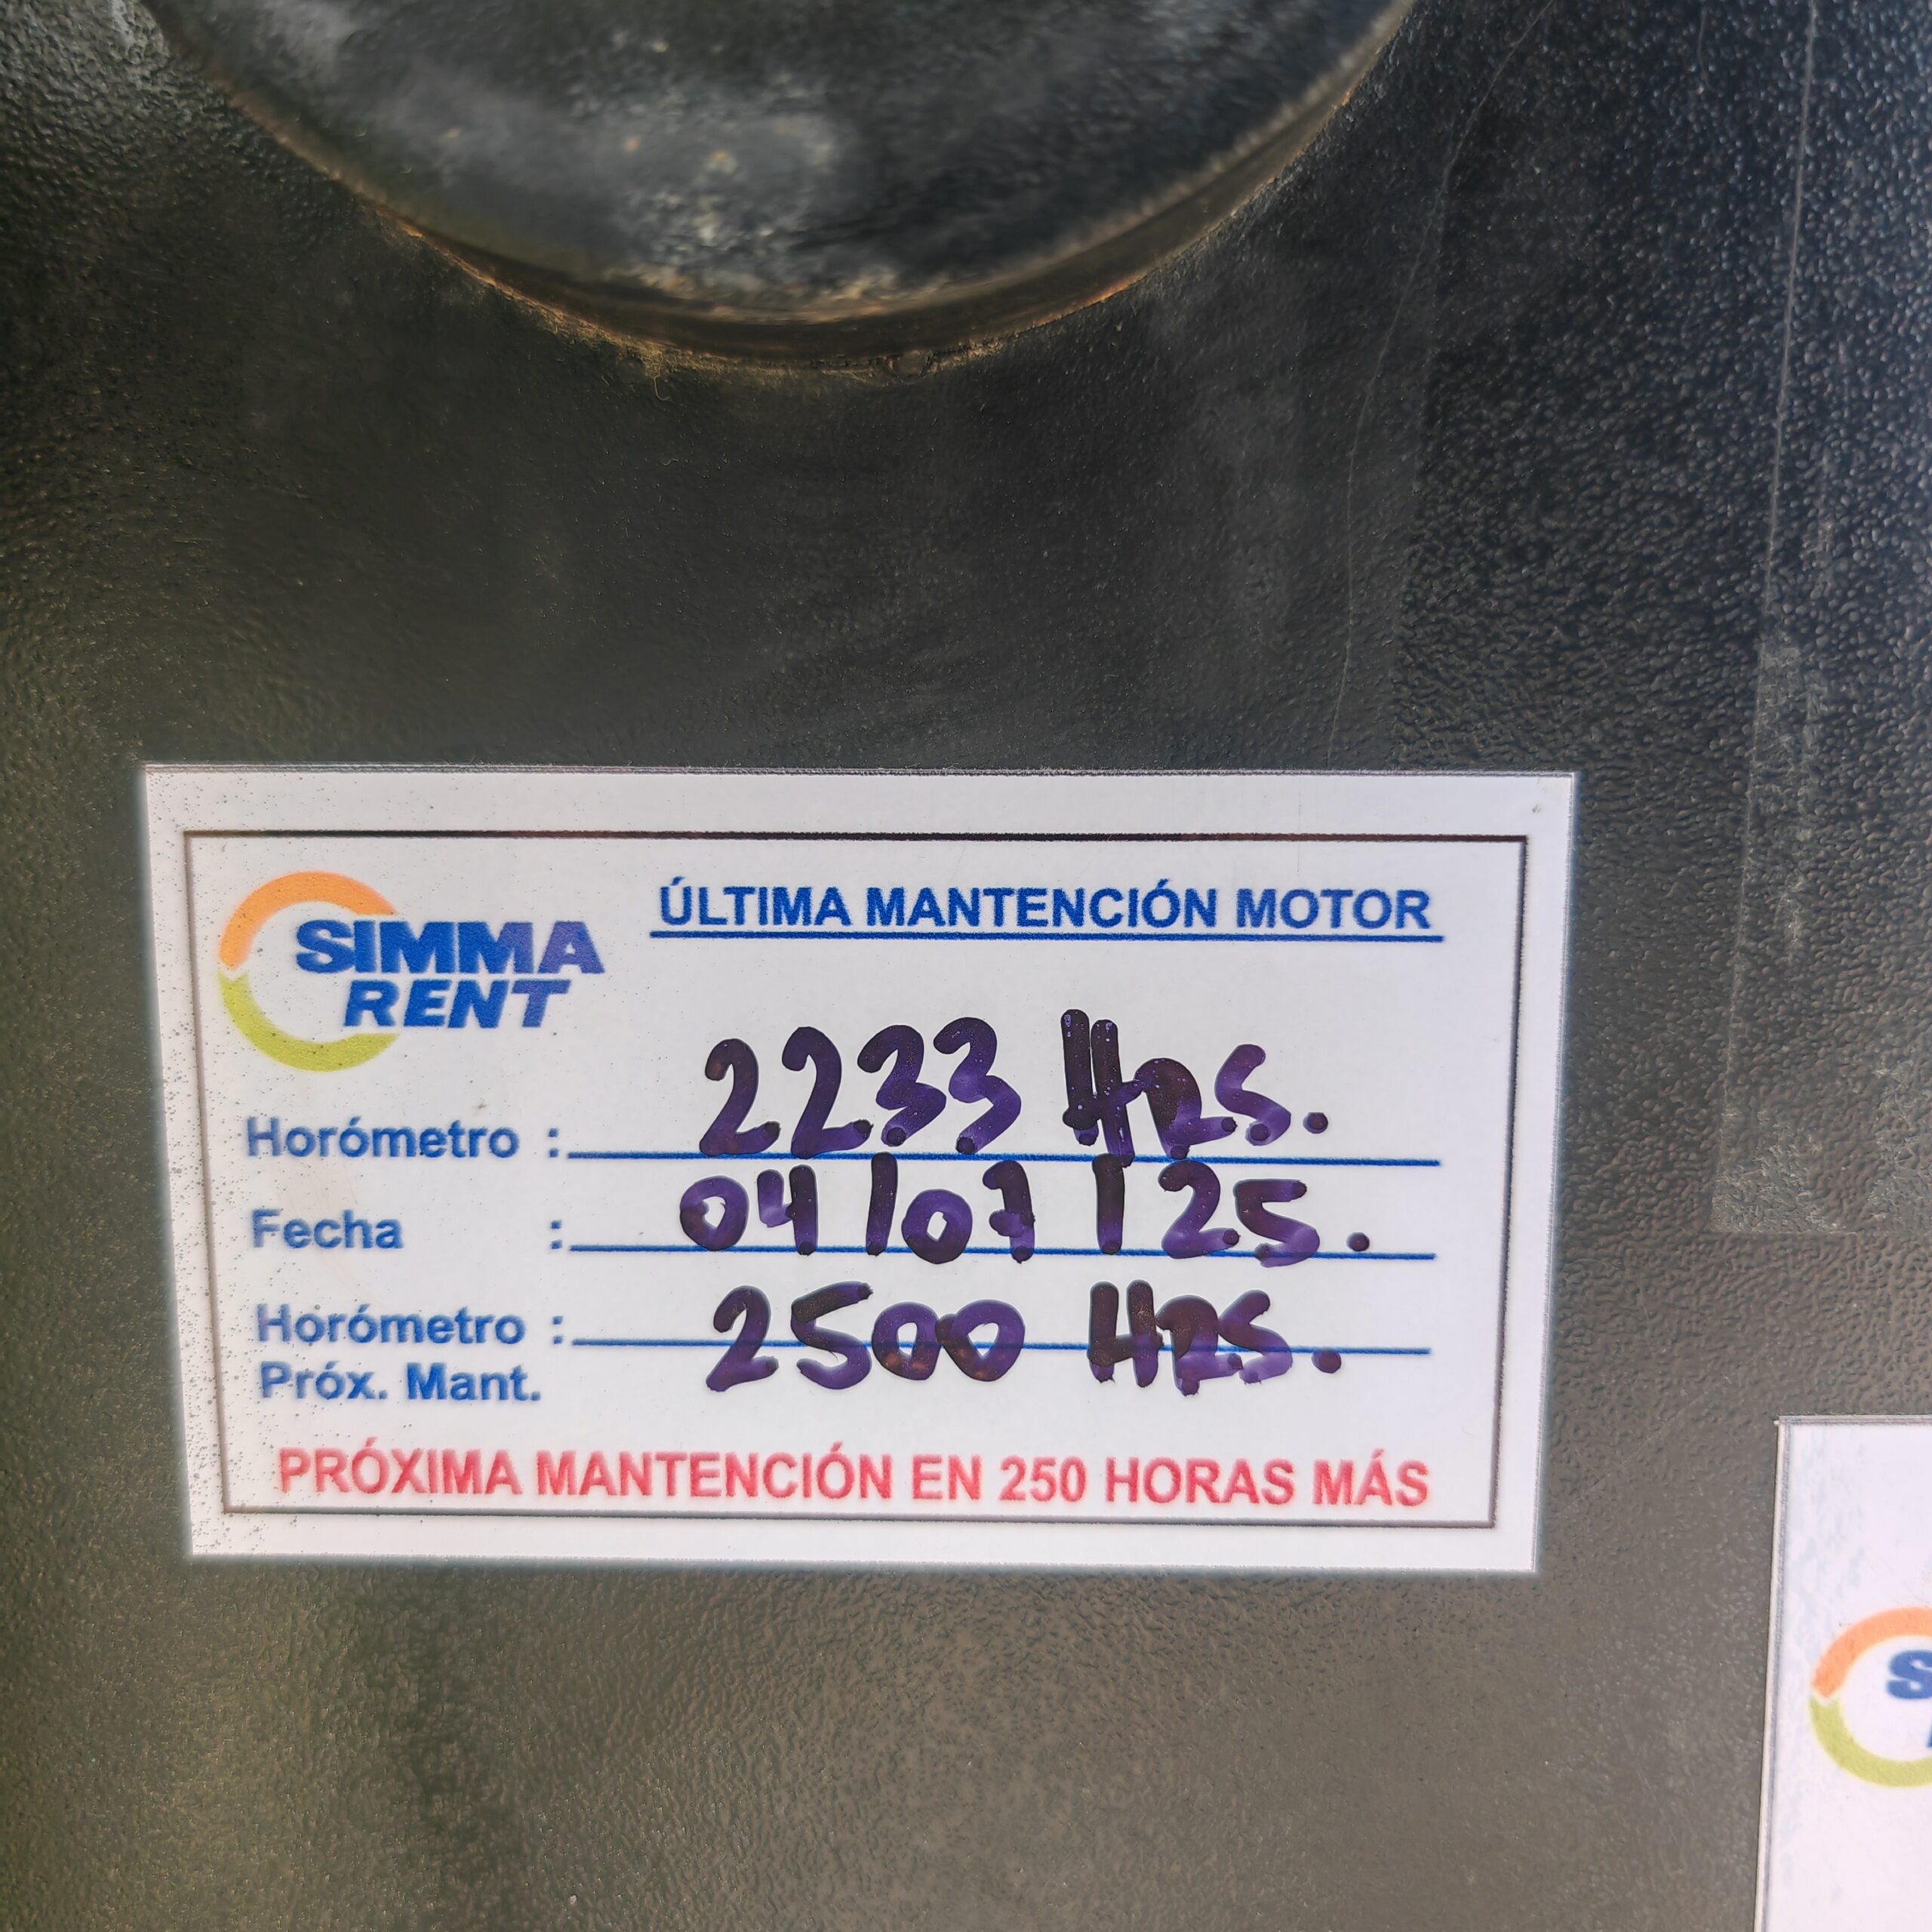 SIMMA
RENT
ÚLTIMA MANTENCIÓN MOTOR
Horómetro : 2233 HRS.
Fecha : 04/07/25.
Horómetro : 2500 HRS.
Próx. Mant.
PRÓXIMA MANTENCIÓN EN 250 HORAS MÁS